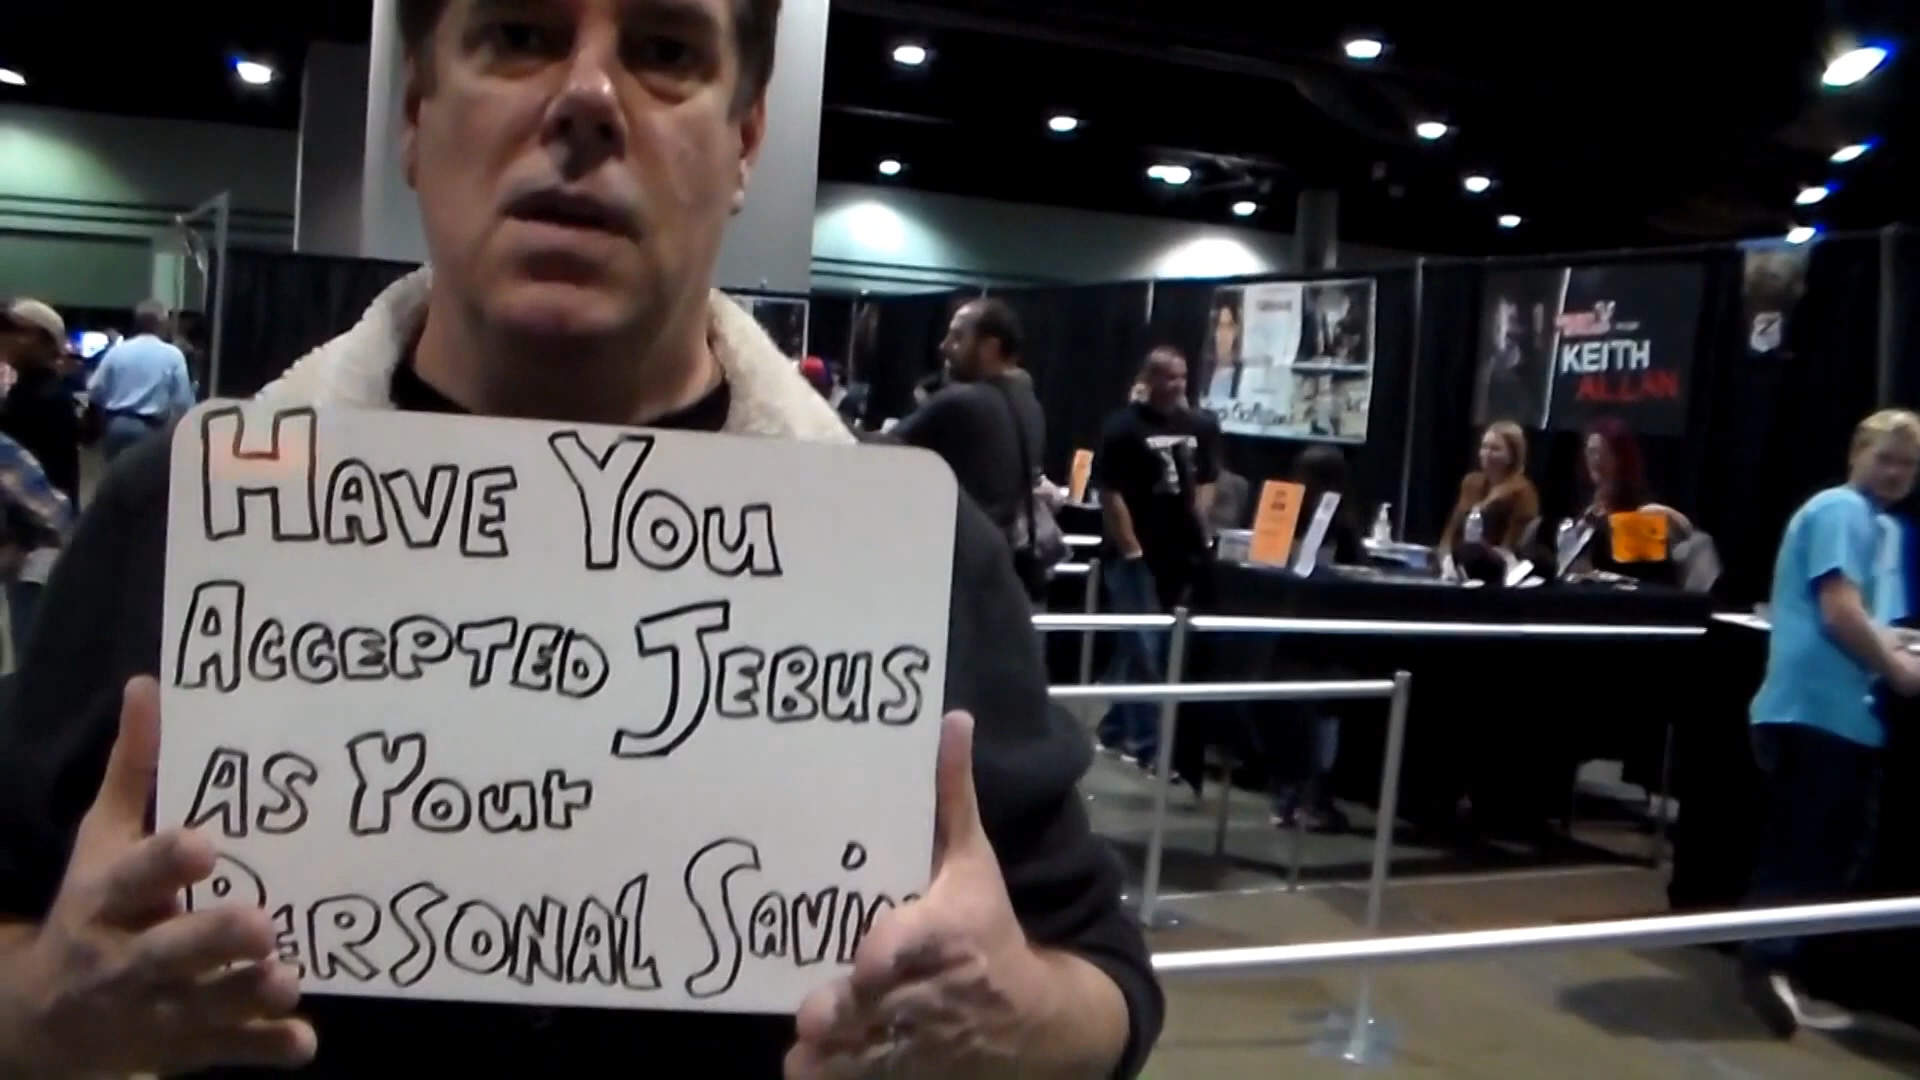 HAVE YOU
ACCEPTED JEBUS
AS Your
PERSONAL
KEITH
ALLAN